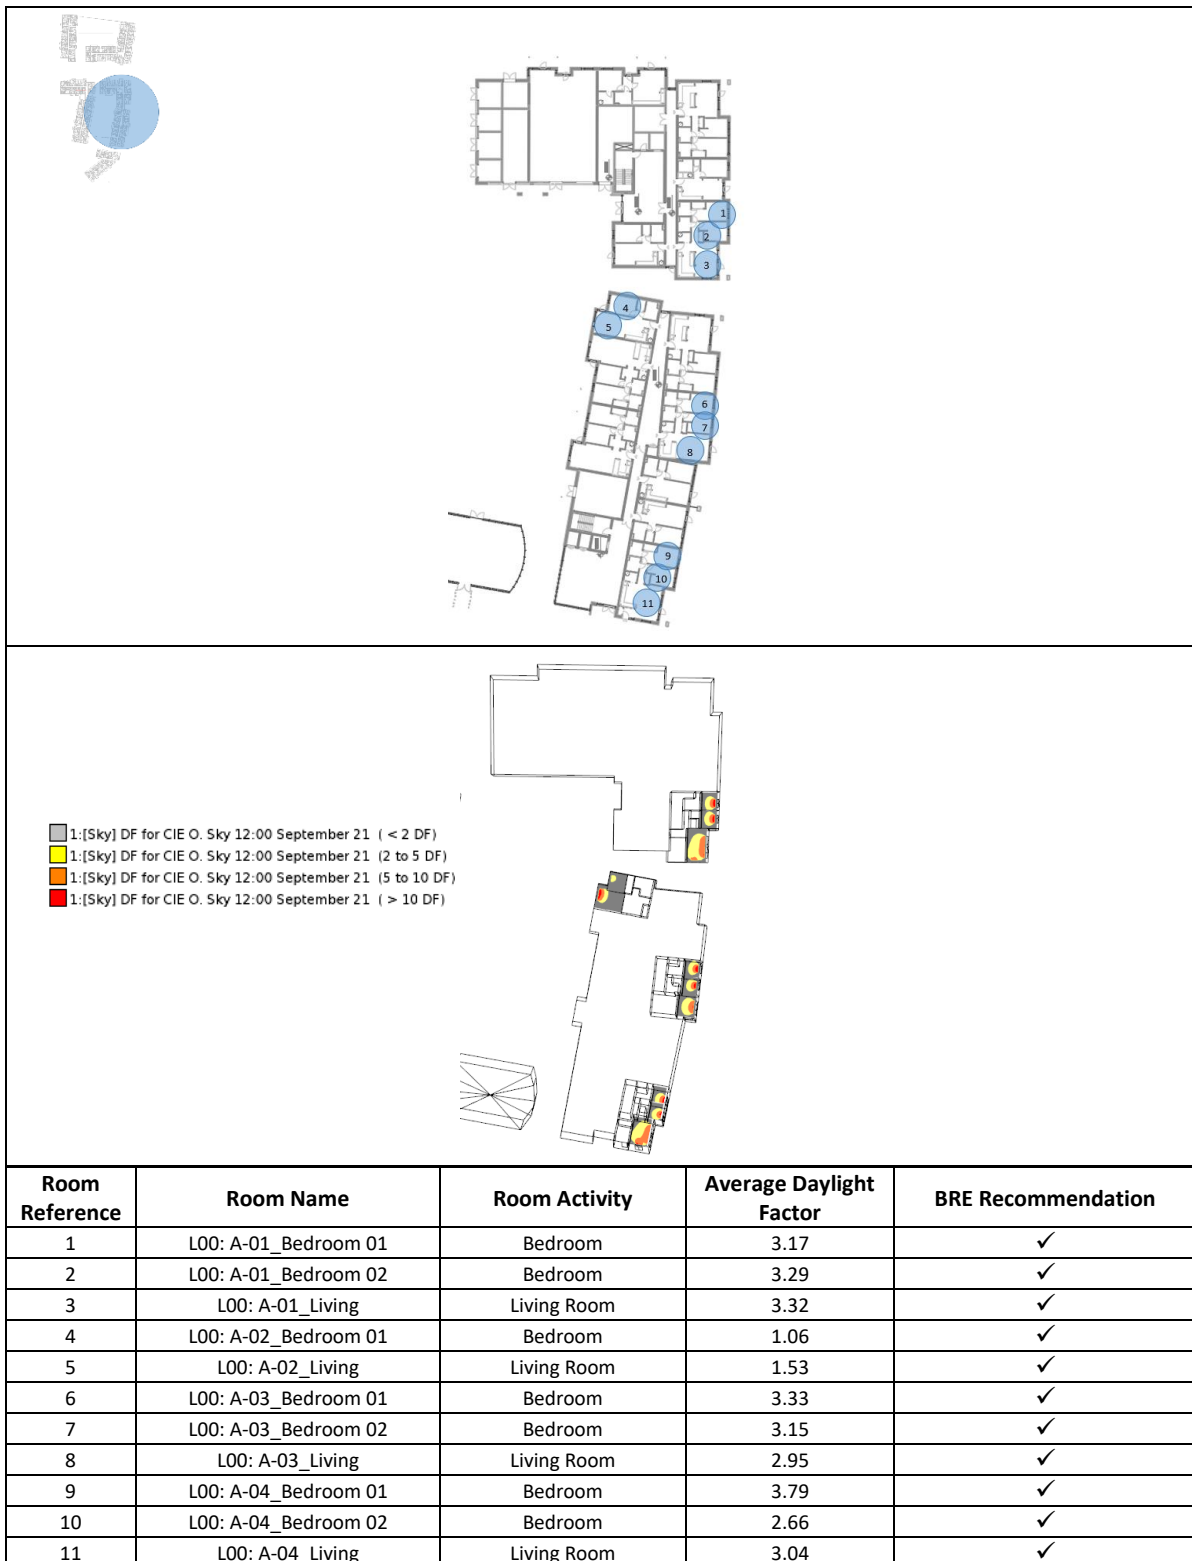 1
2
3
4
5
6
7
8
9
10
11
1:[Sky] DF for CIE O. Sky 12:00 September 21 ( < 2 DF)
1:[Sky] DF for CIE O. Sky 12:00 September 21 (2 to 5 DF)
1:[Sky] DF for CIE O. Sky 12:00 September 21 (5 to 10 DF)
1:[Sky] DF for CIE O. Sky 12:00 September 21 ( > 10 DF)
Room Reference Room Name Room Activity Average Daylight Factor BRE Recommendation
1 L00: A-01_Bedroom 01 Bedroom 3.17 ✓
2 L00: A-01_Bedroom 02 Bedroom 3.29 ✓
3 L00: A-01_Living Living Room 3.32 ✓
4 L00: A-02_Bedroom 01 Bedroom 1.06 ✓
5 L00: A-02_Living Living Room 1.53 ✓
6 L00: A-03_Bedroom 01 Bedroom 3.33 ✓
7 L00: A-03_Bedroom 02 Bedroom 3.15 ✓
8 L00: A-03_Living Living Room 2.95 ✓
9 L00: A-04_Bedroom 01 Bedroom 3.79 ✓
10 L00: A-04_Bedroom 02 Bedroom 2.66 ✓
11 L00: A-04_Living Living Room 3.04 ✓